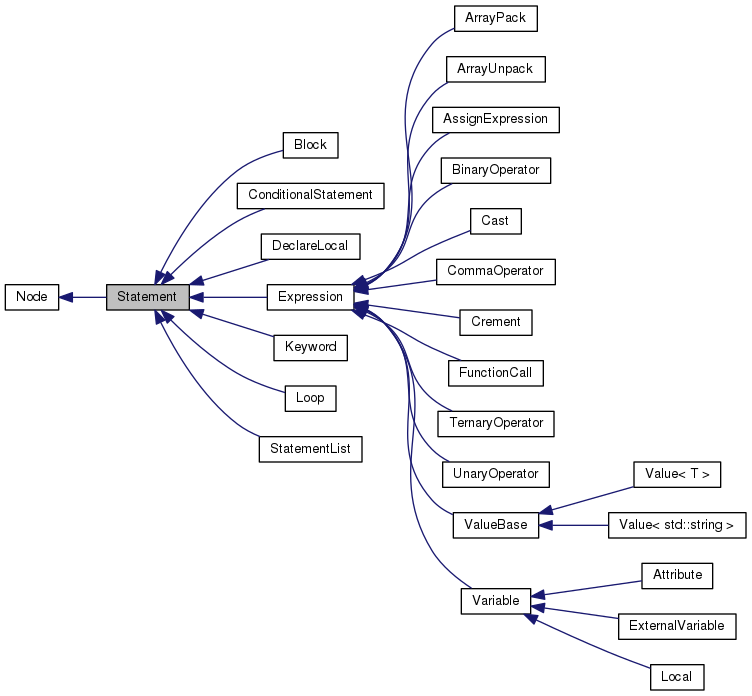 ArrayPack
ArrayUnpack
AssignExpression
Block
BinaryOperator
ConditionalStatement
Cast
DeclareLocal
CommaOperator
Node
Statement
Expression
Crement
Keyword
FunctionCall
Loop
TernaryOperator
StatementList
UnaryOperator
Value< T >
ValueBase
Value< std::string >
Attribute
Variable
ExternalVariable
Local